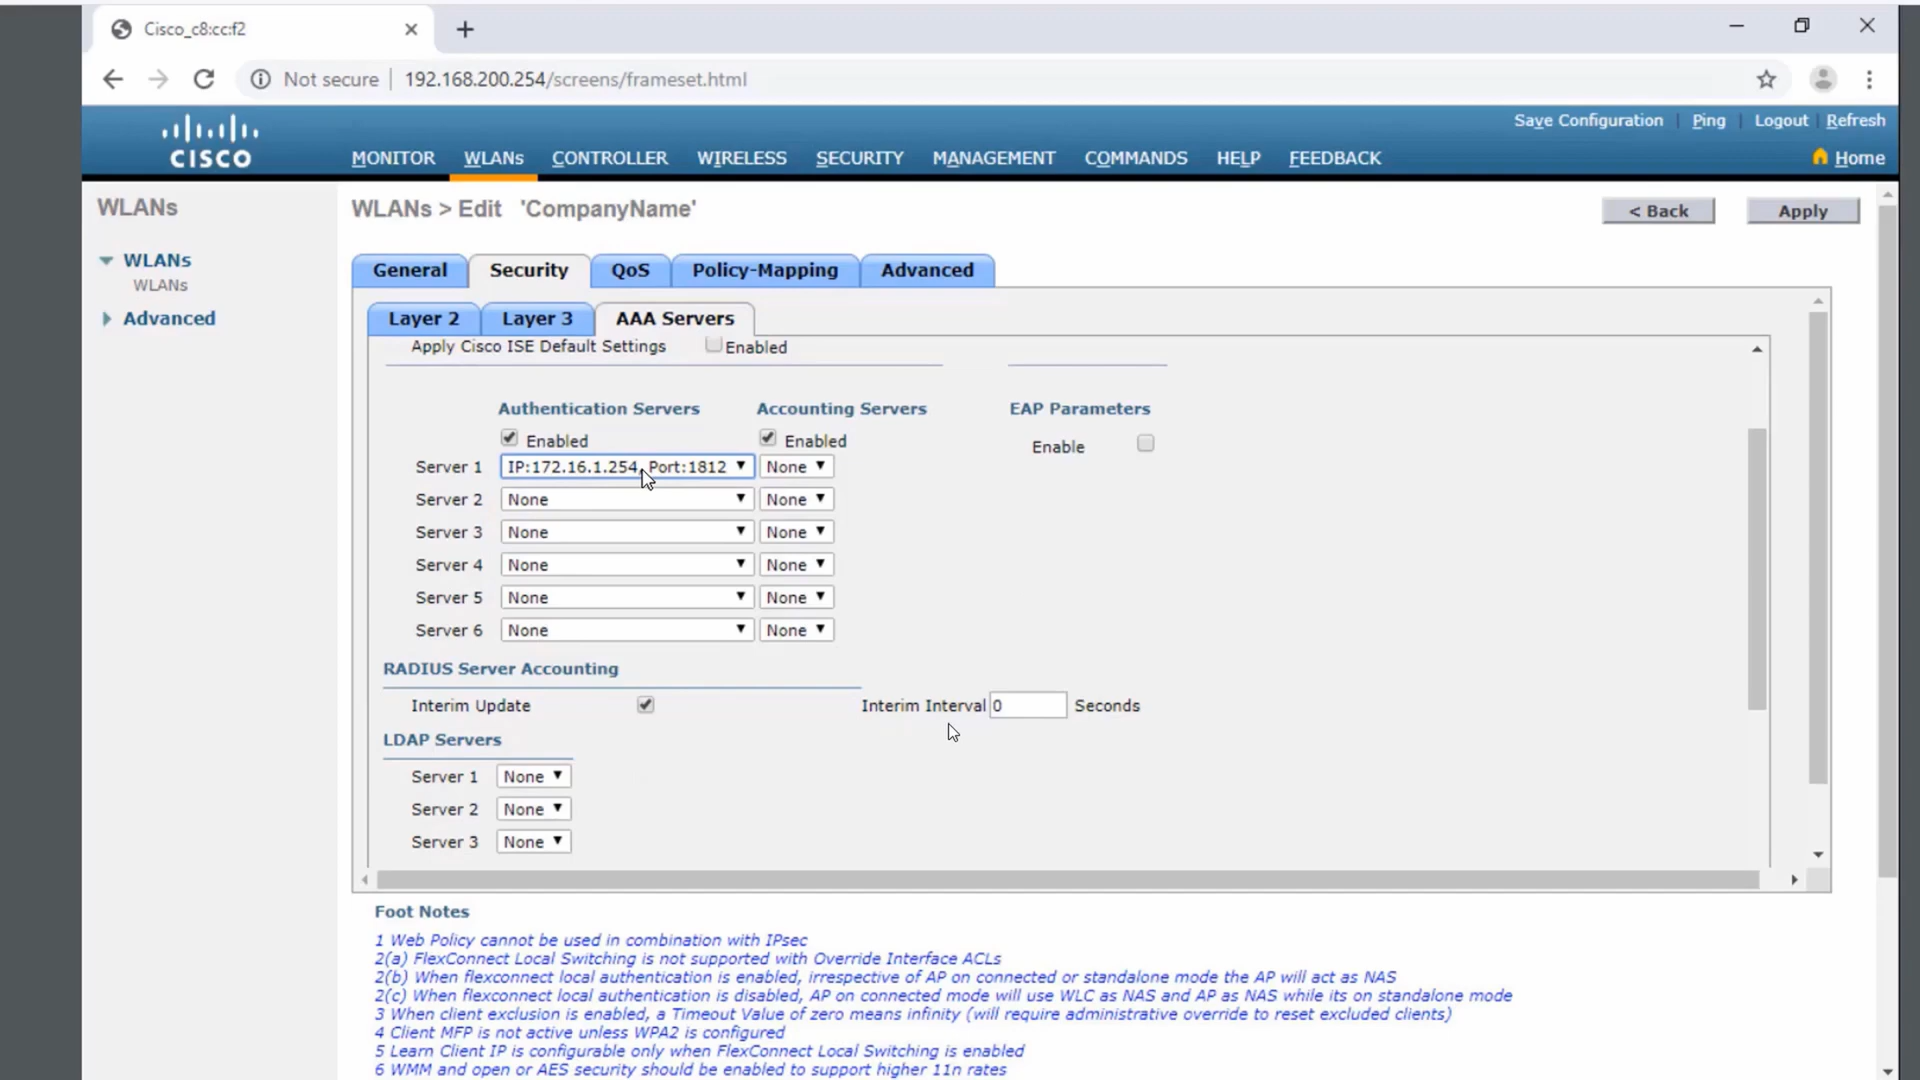 Cisco_c8:cc:f2
Not secure 192.168.200.254/screens/frameset.html
Save Configuration Ping Logout Refresh
CISCO
MONITOR WLANs CONTROLLER WIRELESS SECURITY MANAGEMENT COMMANDS HELP FEEDBACK Home
WLANs
WLANs > Edit 'CompanyName' < Back Apply
WLANs
WLANs
Advanced
General Security QoS Policy-Mapping Advanced
Layer 2 Layer 3 AAA Servers
Apply Cisco ISE Default Settings Enabled
Authentication Servers Accounting Servers EAP Parameters
Enabled Enabled Enable
Server 1 IP:172.16.1.254, Port:1812 None
Server 2 None None
Server 3 None None
Server 4 None None
Server 5 None None
Server 6 None None
RADIUS Server Accounting
Interim Update Interim Interval 0 Seconds
LDAP Servers
Server 1 None
Server 2 None
Server 3 None
Foot Notes
1 Web Policy cannot be used in combination with IPsec
2(a) FlexConnect Local Switching is not supported with Override Interface ACLs
2(b) When flexconnect local authentication is enabled, irrespective of AP on connected or standalone mode the AP will act as NAS
2(c) When flexconnect local authentication is disabled, AP on connected mode will use WLC as NAS and AP as NAS while its on standalone mode
3 When client exclusion is enabled, a Timeout Value of zero means infinity (will require administrative override to reset excluded clients)
4 Client MFP is not active unless WPA2 is configured
5 Learn Client IP is configurable only when FlexConnect Local Switching is enabled
6 WMM and open or AES security should be enabled to support higher 11n rates